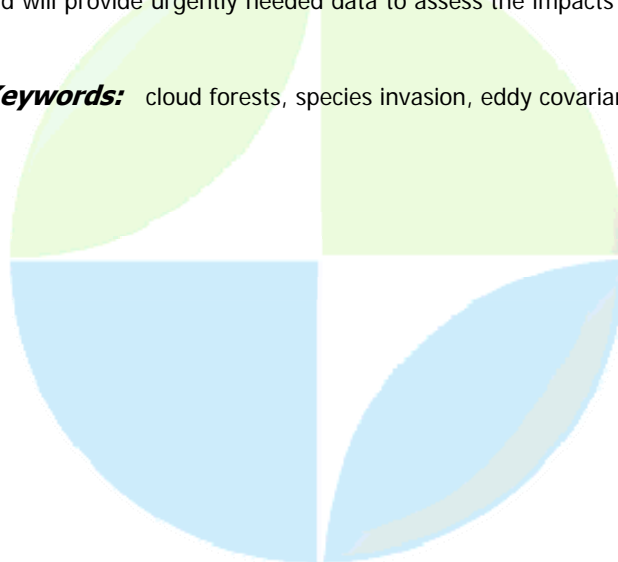 d will provide urgently needed data to assess the impacts
Keywords: cloud forests, species invasion, eddy covarian